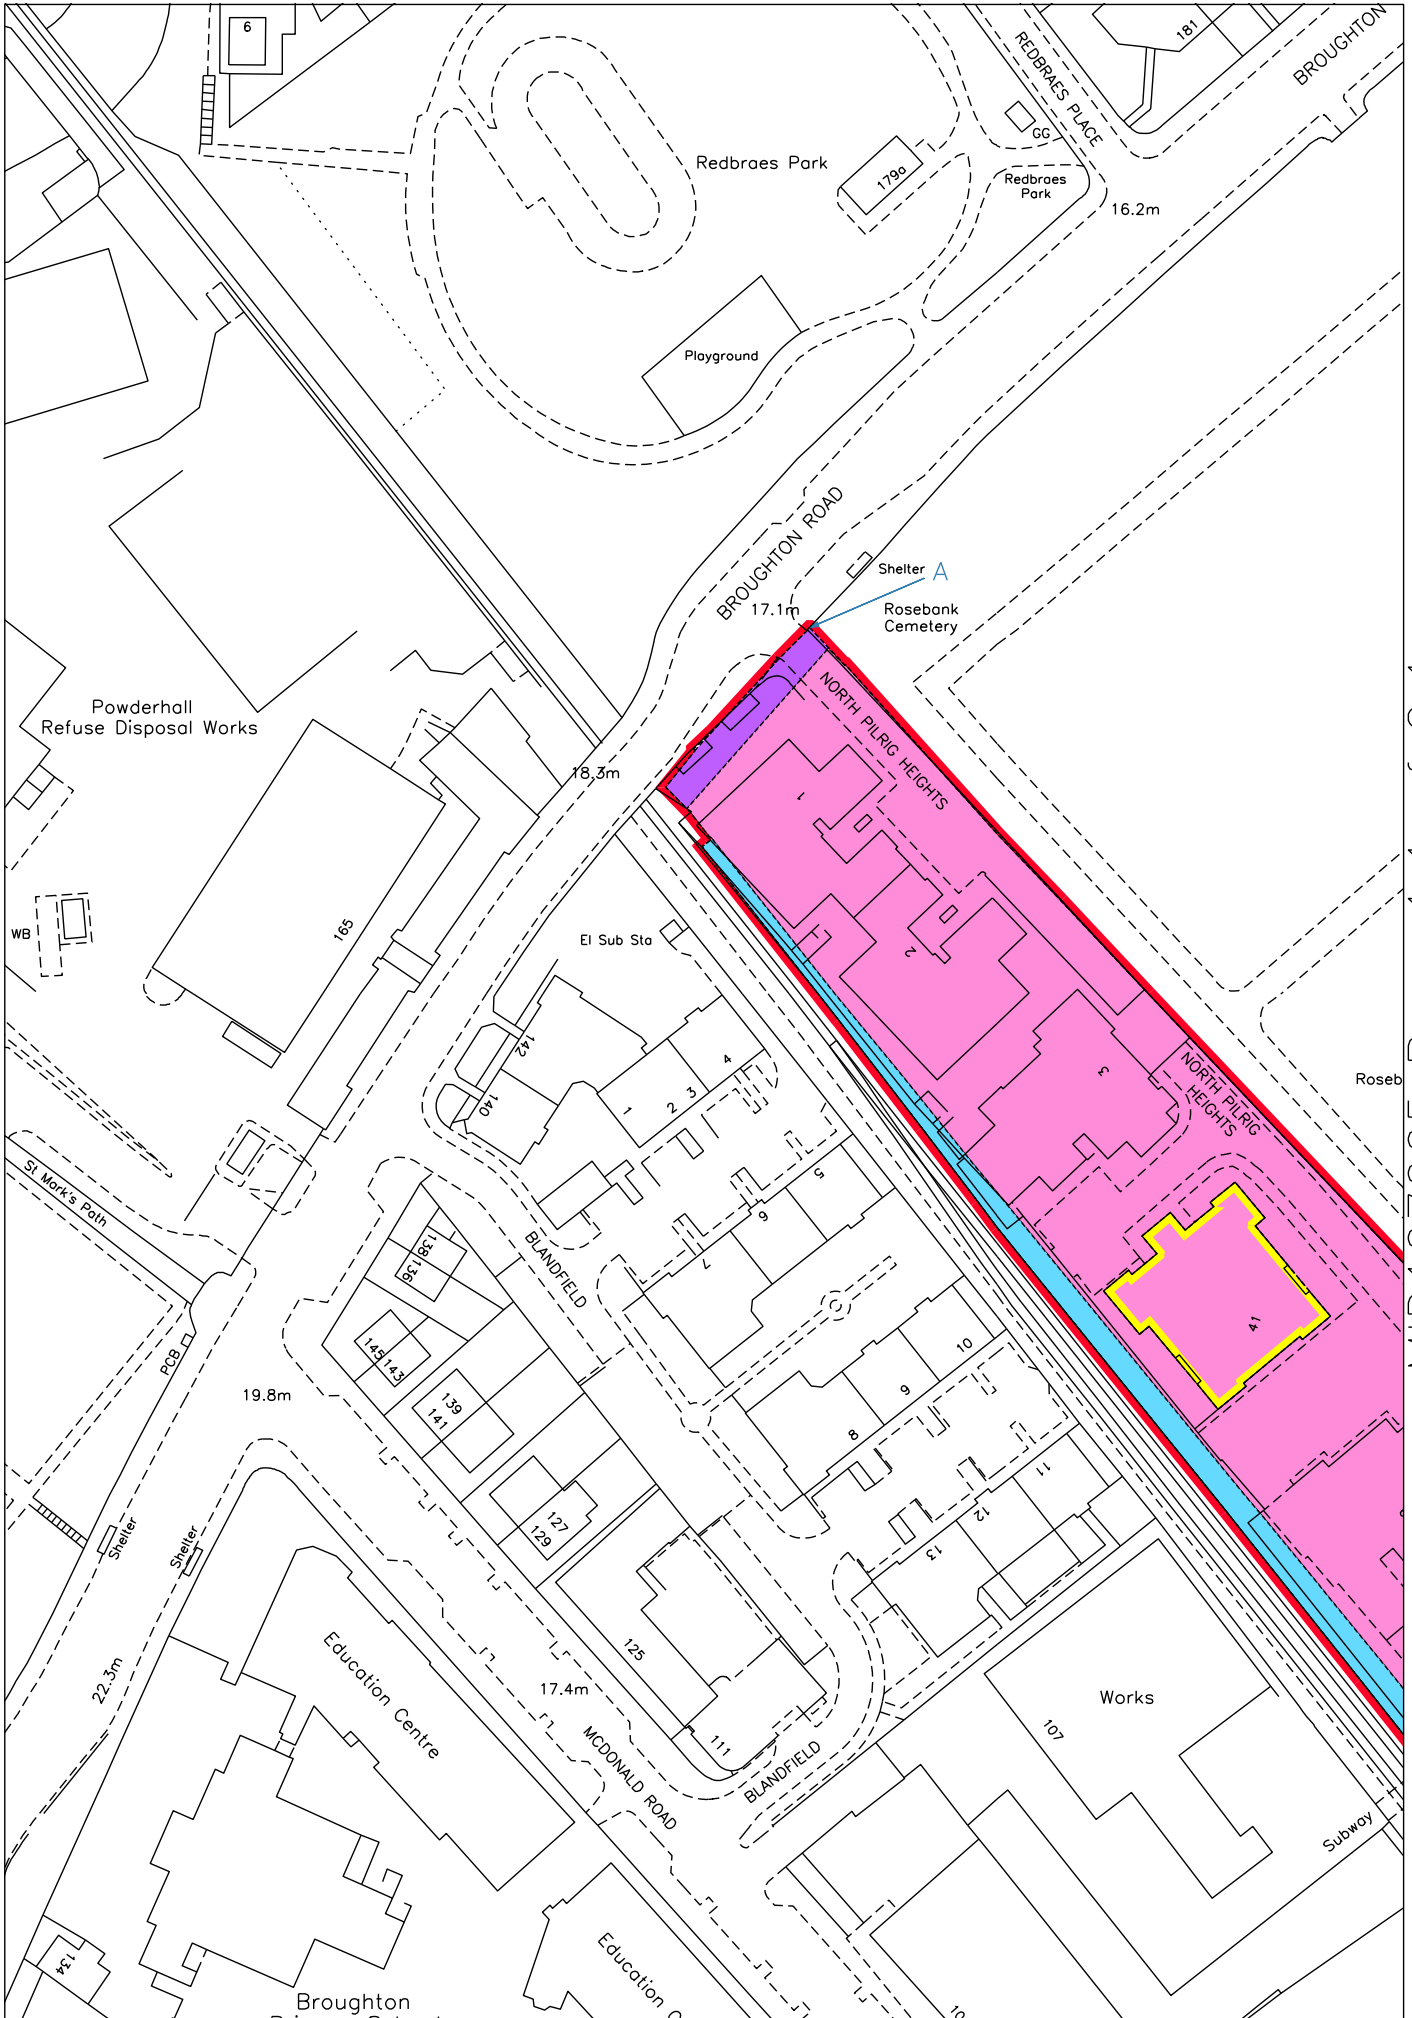 6
181
BROUGHTON
REDBRAES PLACE
GG
Redbraes Park
179a
Redbraes
Park
16.2m
Playground
BROUGHTON ROAD
Shelter
A
17.1m
Rosebank
Cemetery
Powderhall
Refuse Disposal Works
NORTH PILRIG HEIGHTS
18.3m
1
165
WB
El Sub Sta
2
142
4
3
2
1
140
3
NORTH PILRIG
HEIGHTS
Roseb
St Mark's Path
5
6
7
138
136
BLANDFIELD
41
PCB
145
143
10
9
8
19.8m
139
141
127
129
11
12
13
Shelter
Shelter
125
Education Centre
22.3m
17.4m
Works
107
111
MCDONALD ROAD
BLANDFIELD
Subway
134
Education C
Broughton